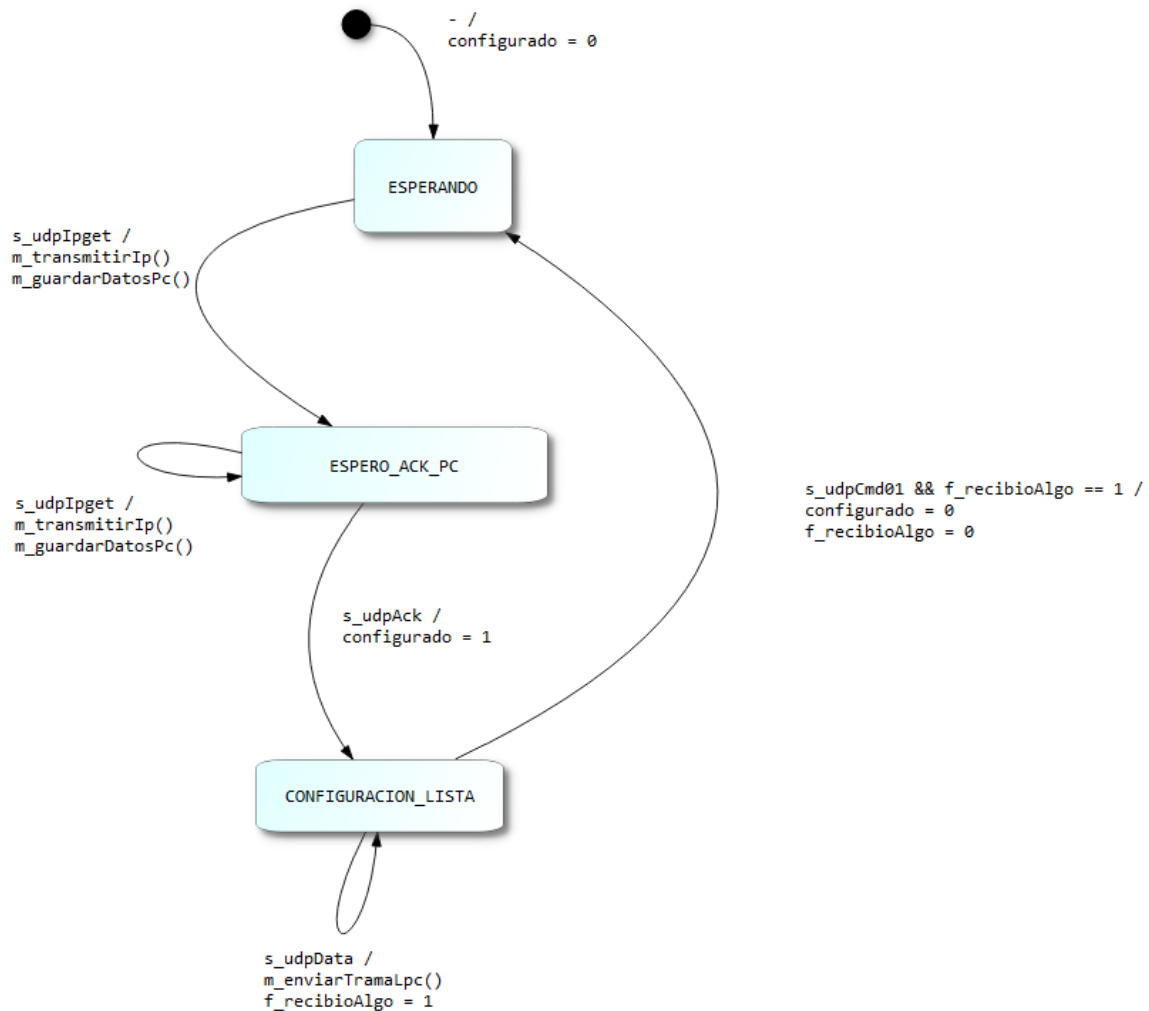 - /
configurado = 0
ESPERANDO
s_udpIpget /
m_transmitirIp()
m_guardarDatosPc()
ESPERO_ACK_PC
s_udpIpget /
m_transmitirIp()
m_guardarDatosPc()
s_udpCmd01 && f_recibioAlgo == 1 /
configurado = 0
f_recibioAlgo = 0
s_udpAck /
configurado = 1
CONFIGURACION_LISTA
s_udpData /
m_enviarTramaLpc()
f_recibioAlgo = 1